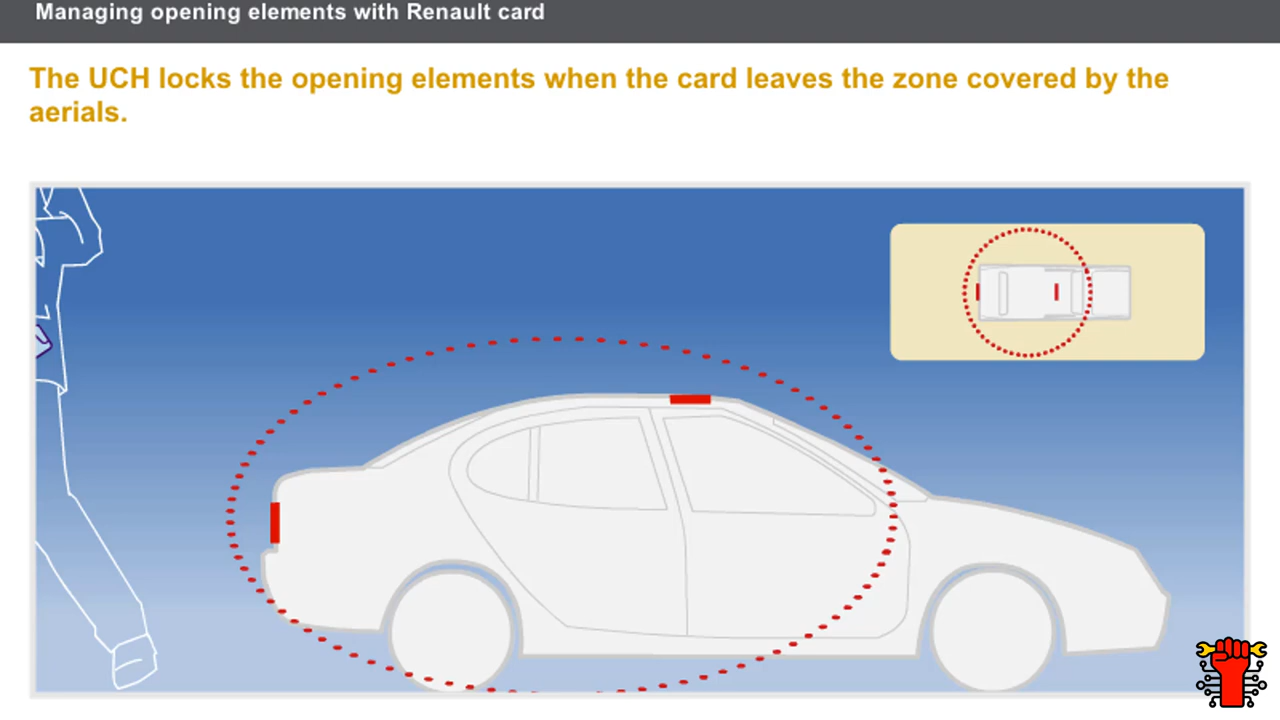 Managing opening elements with Renault card
The UCH locks the opening elements when the card leaves the zone covered by the
aerials.